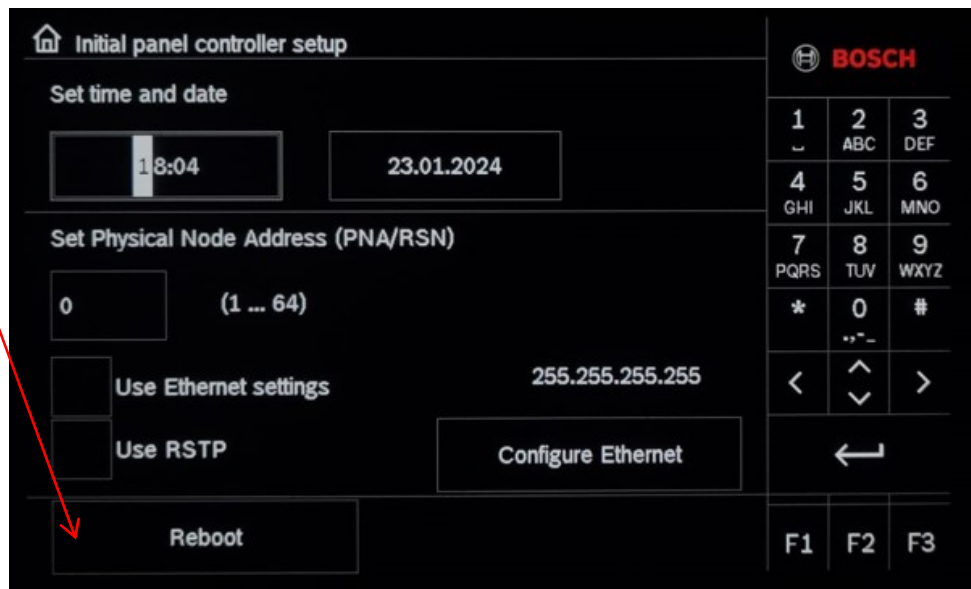 Initial panel controller setup
BOSCH
Set time and date
18:04
23.01.2024
Set Physical Node Address (PNA/RSN)
0
(1 ... 64)
Use Ethernet settings
255.255.255.255
Use RSTP
Configure Ethernet
Reboot
1 2 3
␣ ABC DEF
4 5 6
GHI JKL MNO
7 8 9
PQRS TUV WXYZ
* 0 #
.,-_
F1 F2 F3